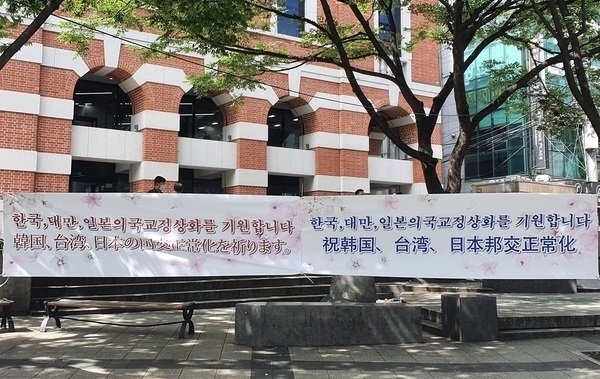 한국,대만,일본의국교정상화를 기원합니다
韓国、台湾、日本の国交正常化を祈ります。
한국,대만,일본의국교정상화를 기원합니다
祝韩国、台湾、日本邦交正常化